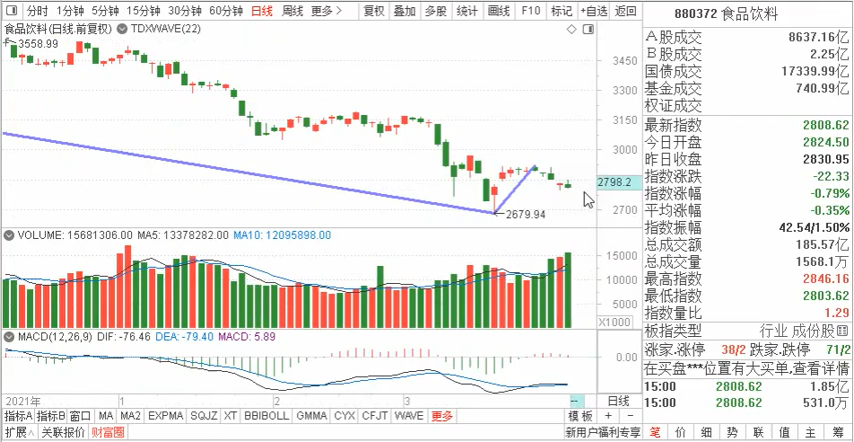 分时 1分钟 5分钟 15分钟 30分钟 60分钟 日线 周线 更多 > 复权 叠加 多股 统计 画线 F10 标记 +自选 返回
食品饮料(日线.前复权) TDXWAVE(22)
3558.99
3450
3300
3150
3000
2798.2
2700
2679.94
VOLUME: 15681306.00 MA5: 13378282.00 MA10: 12095898.00
15000
10000
5000
X1000
MACD(12,26,9) DIF: -76.46 DEA: -79.40 MACD: 5.89
0.00
2021年 1 2 3 日线
指标A 指标B 窗口 MA MA2 EXPMA SQJZ XT BBIBOLL GMMA CYX CFJT WAVE 更多 模板 + -
扩展∧ 关联报价 财富圈 新用户福利专享
880372 食品饮料
A股成交 8637.16亿
B股成交 2.25亿
国债成交 17339.99亿
基金成交 740.99亿
权证成交
最新指数 2808.62
今日开盘 2824.50
昨日收盘 2830.95
指数涨跌 -22.33
指数涨幅 -0.79%
平均涨幅 -0.35%
指数振幅 42.54/1.50%
总成交额 185.57亿
总成交量 1568.1万
最高指数 2846.16
最低指数 2803.62
指数量比 1.29
板指类型 行业 成份股
涨家.涨停 38/2 跌家.跌停 71/2
在买盘***位置有大买单,查看详情
15:00 2808.62 1.85亿
15:00 2808.62 531.0万
笔 价 细 势 联 值 主 筹